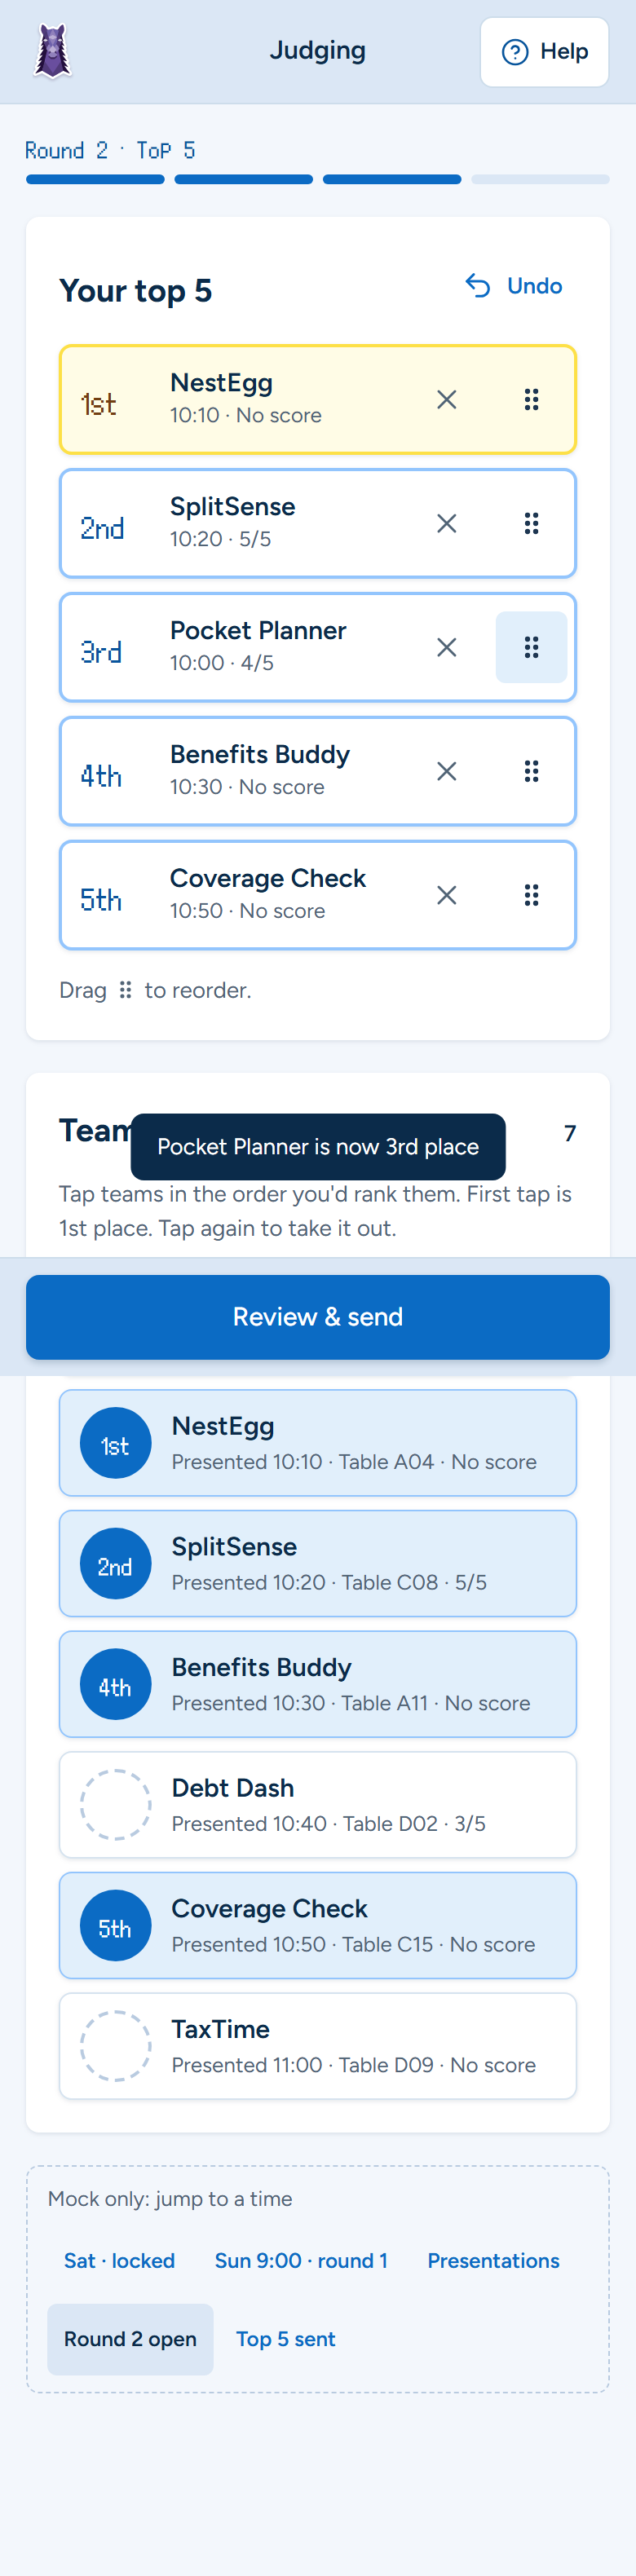 Judging
Help
Round 2 · Top 5
Your top 5
Undo
1st
NestEgg
10:10 · No score
2nd
SplitSense
10:20 · 5/5
3rd
Pocket Planner
10:00 · 4/5
4th
Benefits Buddy
10:30 · No score
5th
Coverage Check
10:50 · No score
Drag ⠿ to reorder.
Team
7
Pocket Planner is now 3rd place
Tap teams in the order you'd rank them. First tap is
1st place. Tap again to take it out.
Review & send
1st
NestEgg
Presented 10:10 · Table A04 · No score
2nd
SplitSense
Presented 10:20 · Table C08 · 5/5
4th
Benefits Buddy
Presented 10:30 · Table A11 · No score
Debt Dash
Presented 10:40 · Table D02 · 3/5
5th
Coverage Check
Presented 10:50 · Table C15 · No score
TaxTime
Presented 11:00 · Table D09 · No score
Mock only: jump to a time
Sat · locked
Sun 9:00 · round 1
Presentations
Round 2 open
Top 5 sent